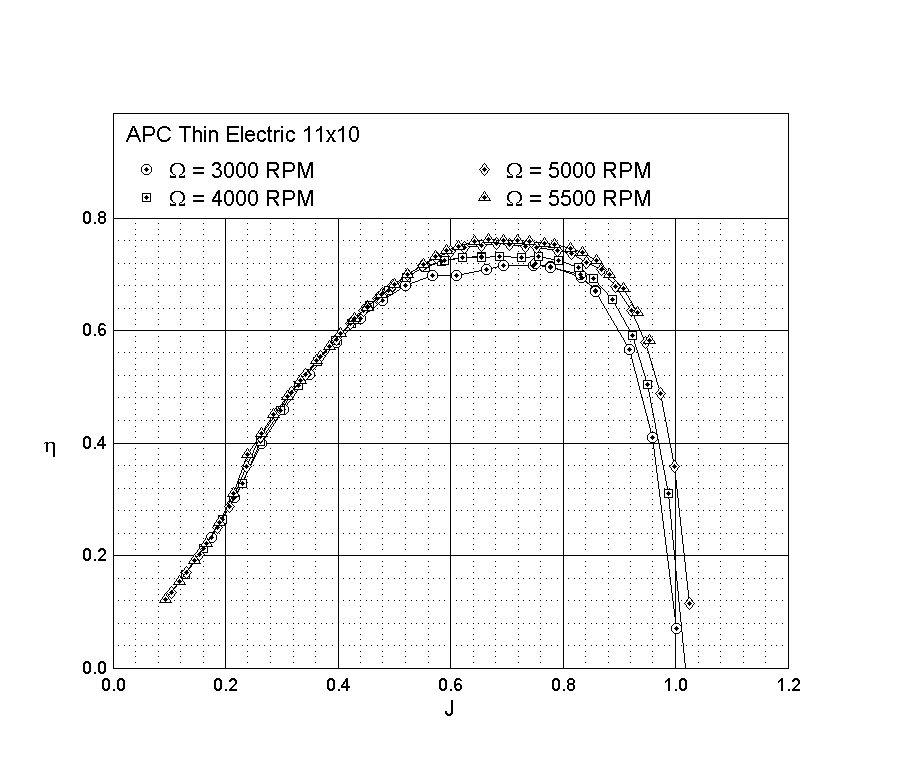 APC Thin Electric 11x10
Ω = 3000 RPM
Ω = 5000 RPM
Ω = 4000 RPM
Ω = 5500 RPM
0.8
0.6
η
0.4
0.2
0.0
0.0 0.2 0.4 0.6 0.8 1.0 1.2
J